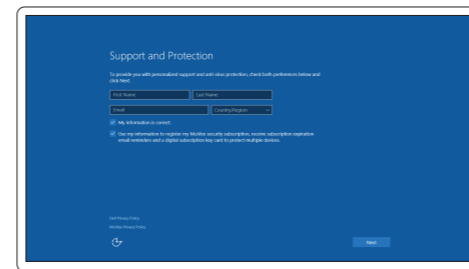 Support and Protection
To provide you with personalized support and anti-virus protection, check both preferences below and
click Next.
First Name
Last Name
Email
Country/Region
My information is correct.
Use my information to register my McAfee security subscription, receive subscription expiration
email reminders and a digital subscription key card to protect multiple devices.
Dell Privacy Policy
McAfee Privacy Policy
Next